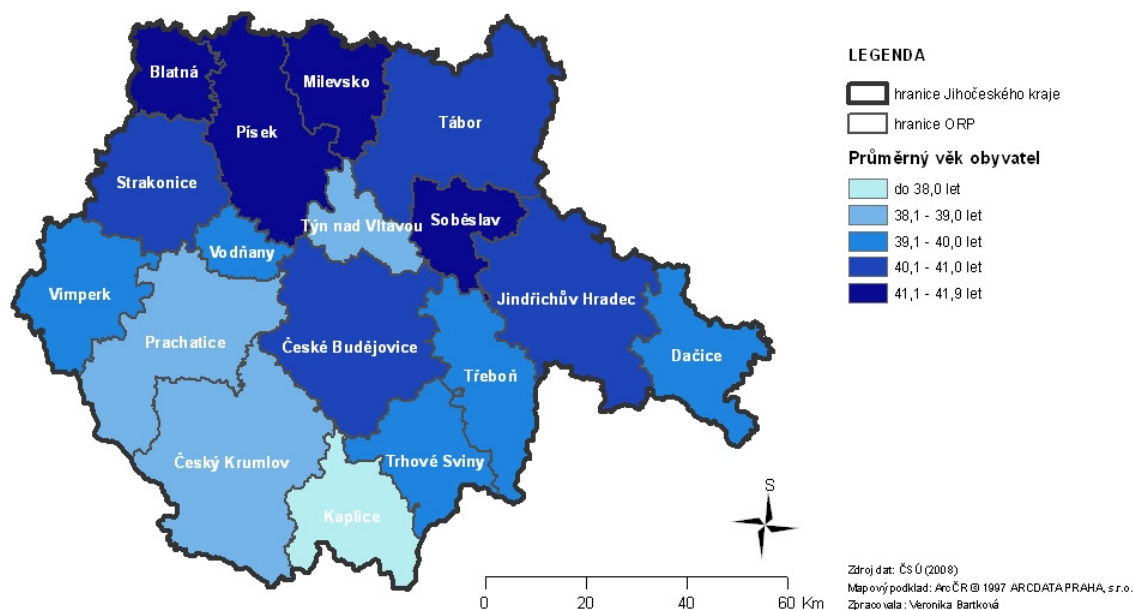 Blatná
Milevsko
Písek
Tábor
Strakonice
Týn nad Vltavou
Soběslav
Vodňany
Vimperk
Jindřichův Hradec
Prachatice
České Budějovice
Dačice
Třeboň
Český Krumlov
Trhové Sviny
Kaplice
LEGENDA
hranice Jihočeského kraje
hranice ORP
Průměrný věk obyvatel
do 38,0 let
38,1 - 39,0 let
39,1 - 40,0 let
40,1 - 41,0 let
41,1 - 41,9 let
S
0 20 40 60 Km
Zdroj dat: ČSÚ (2008)
Mapový podklad: ArcČR © 1997 ARCDATA PRAHA, s.r.o.
Zpracovala: Veronika Bartková